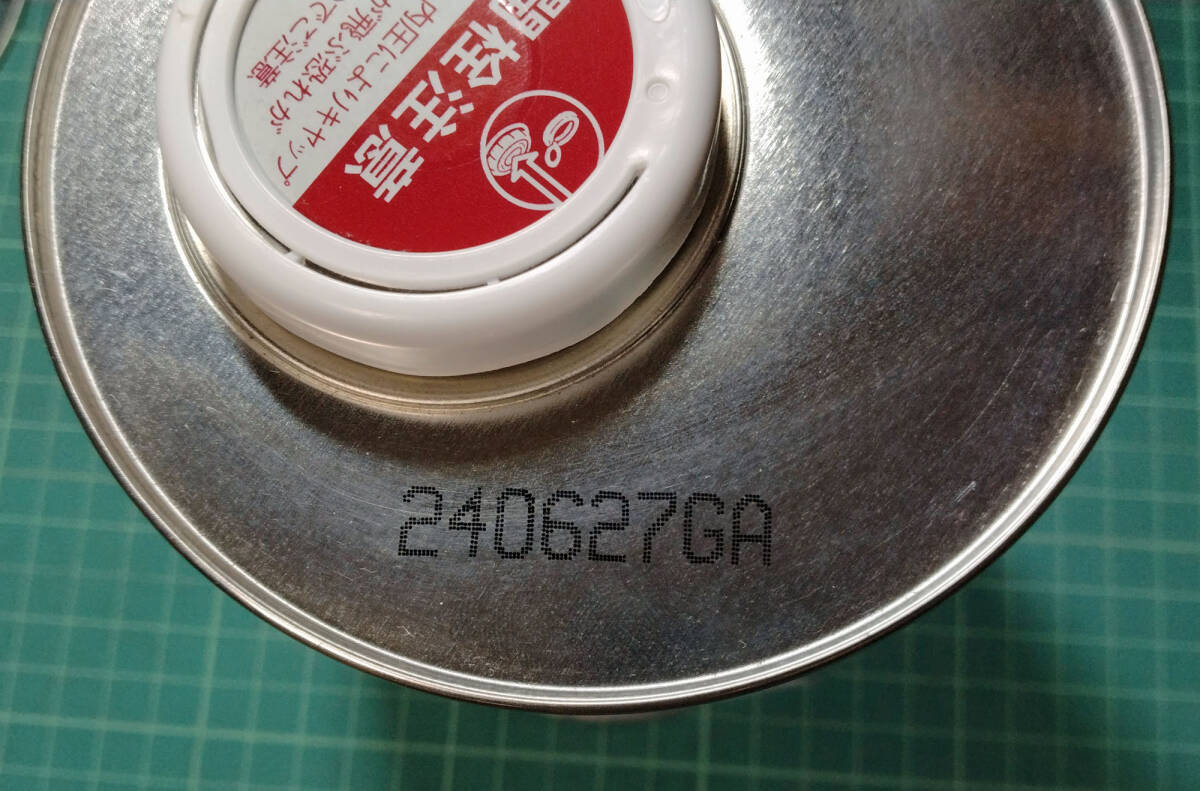 開栓注意
内圧によりキャップ
が飛ぶ恐れが
でご注意
240627GA